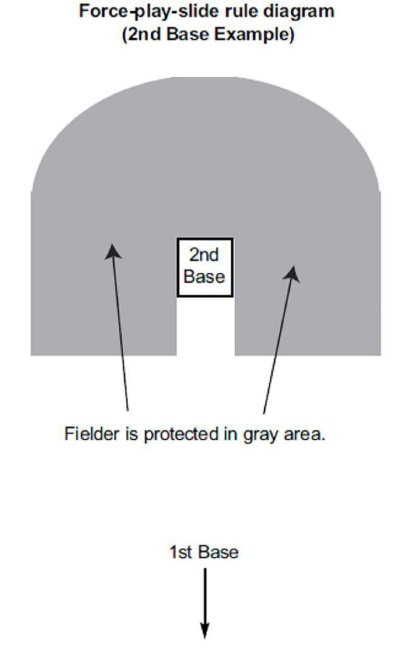 Force-play-slide rule diagram
(2nd Base Example)
2nd
Base
Fielder is protected in gray area.
1st Base